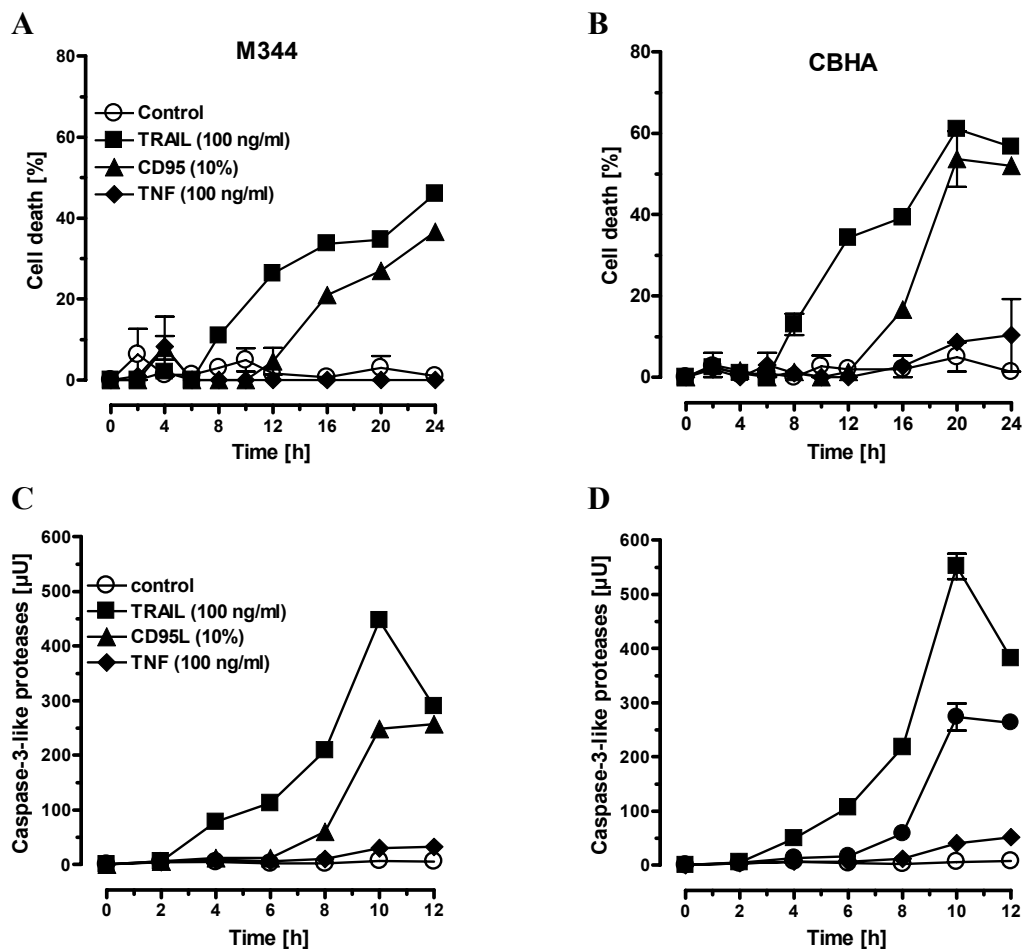 A
M344
Cell death [%]
80
60
40
20
0
Control
TRAIL (100 ng/ml)
CD95 (10%)
TNF (100 ng/ml)
0 4 8 12 16 20 24
Time [h]
B
CBHA
Cell death [%]
80
60
40
20
0
0 4 8 12 16 20 24
Time [h]
C
Caspase-3-like proteases [µU]
600
500
400
300
200
100
0
control
TRAIL (100 ng/ml)
CD95L (10%)
TNF (100 ng/ml)
0 2 4 6 8 10 12
Time [h]
D
Caspase-3-like proteases [µU]
600
500
400
300
200
100
0
0 2 4 6 8 10 12
Time [h]